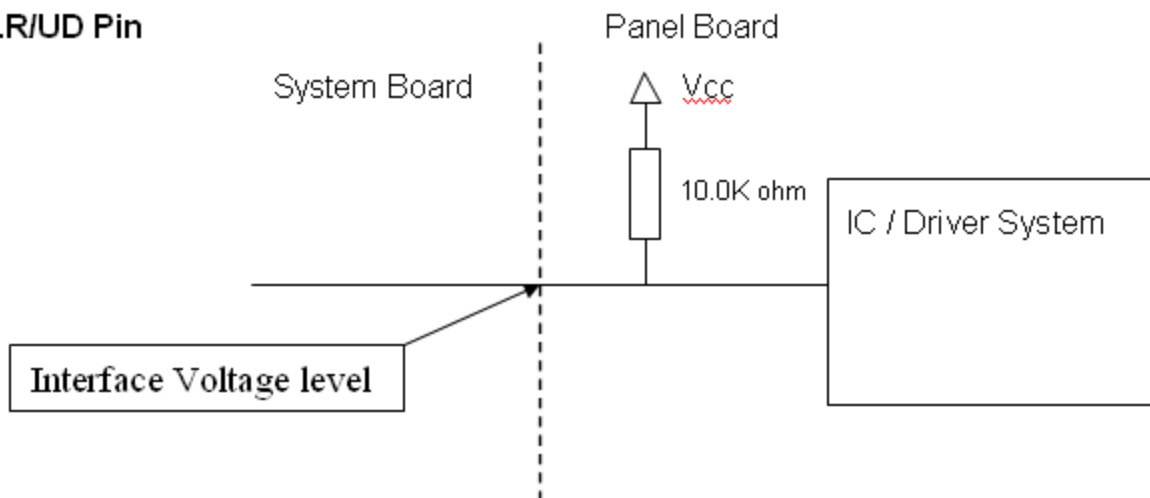 .R/UD Pin
Panel Board
System Board
Vcc
10.0K ohm
IC / Driver System
Interface Voltage level